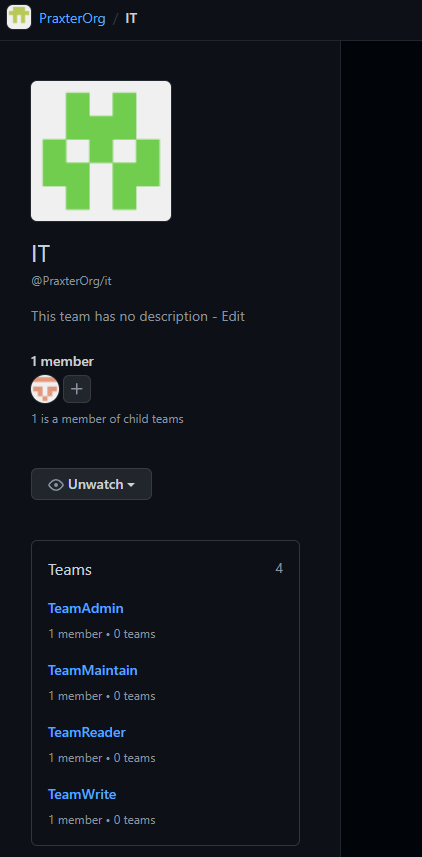 PraxterOrg / IT
IT
@PraxterOrg/it
This team has no description - Edit
1 member
1 is a member of child teams
Unwatch
Teams 4
TeamAdmin
1 member • 0 teams
TeamMaintain
1 member • 0 teams
TeamReader
1 member • 0 teams
TeamWrite
1 member • 0 teams